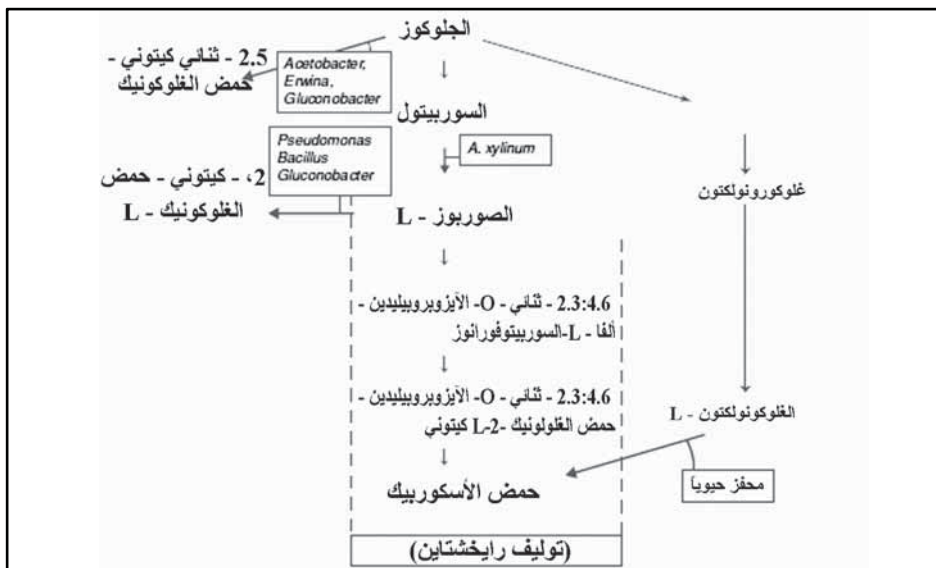 الجلوكوز
2.5 - ثنائي كيتوني -
حمض الغلوكونيك
Acetobacter,
Erwina,
Gluconobacter
السوربيتول
Pseudomonas
Bacillus
Gluconobacter
A. xylinum
2، - كيتوني - حمض
الغلوكونيك - L
غلوكورونولكتون
الصوربوز - L
2.3:4.6 - ثنائي - O- الآيزوبروبيليدين -
ألفا - L-السوربيتوفورانوز
2.3:4.6 - ثنائي - O- الآيزوبروبيليدين -
حمض الغلولونيك -2-L كيتوني
الغلوكونولكتون - L
محفز حيوياً
حمض الأسكوربيك
(توليف رايخشتاين)